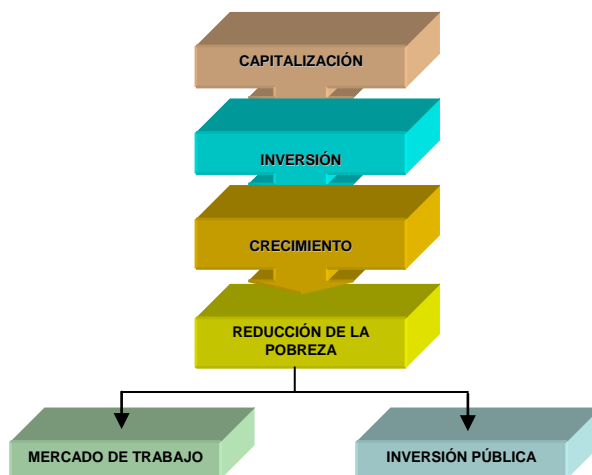 CAPITALIZACIÓN
INVERSIÓN
CRECIMIENTO
REDUCCIÓN DE LA
POBREZA
MERCADO DE TRABAJO
INVERSIÓN PÚBLICA